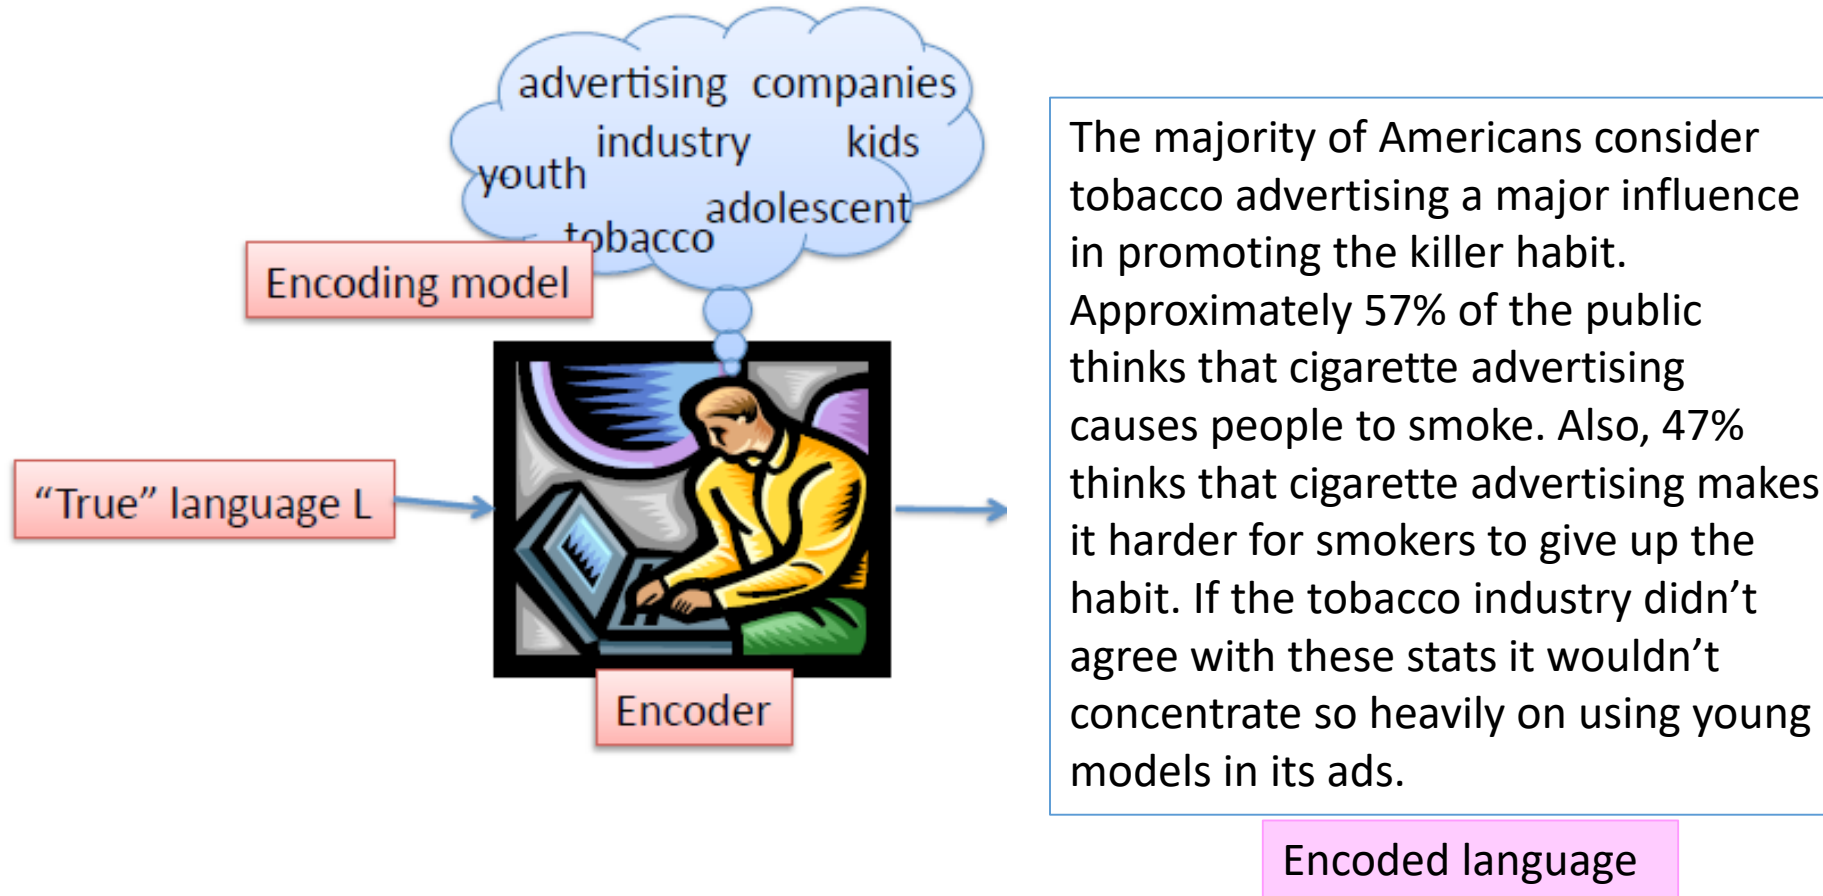 advertising companies
industry kids
youth
adolescent
tobacco
Encoding model
“True” language L
Encoder
The majority of Americans consider
tobacco advertising a major influence
in promoting the killer habit.
Approximately 57% of the public
thinks that cigarette advertising
causes people to smoke. Also, 47%
thinks that cigarette advertising makes
it harder for smokers to give up the
habit. If the tobacco industry didn’t
agree with these stats it wouldn’t
concentrate so heavily on using young
models in its ads.
Encoded language